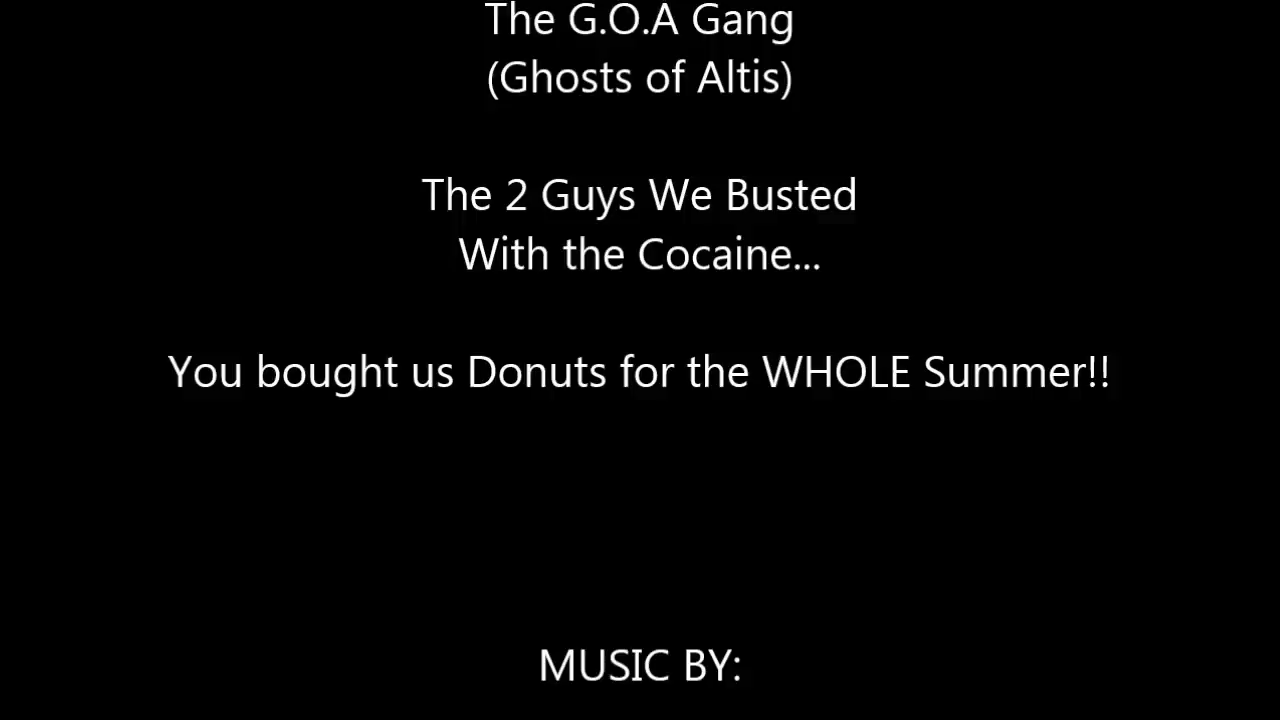 The G.O.A Gang
(Ghosts of Altis)
The 2 Guys We Busted
With the Cocaine...
You bought us Donuts for the WHOLE Summer!!
MUSIC BY: